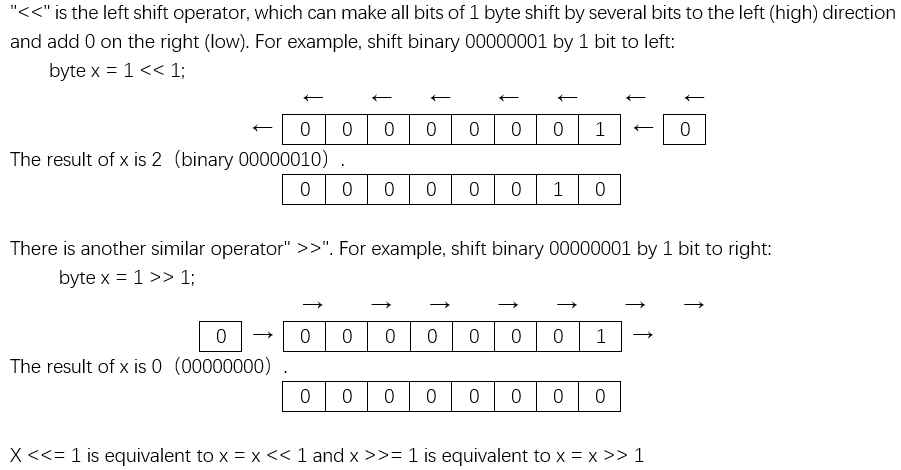 "<<" is the left shift operator, which can make all bits of 1 byte shift by several bits to the left (high) direction
and add 0 on the right (low). For example, shift binary 00000001 by 1 bit to left:
byte x = 1 << 1;
← ← ← ← ← ← ←
← 0 0 0 0 0 0 0 1 ← 0
The result of x is 2（binary 00000010）.
0 0 0 0 0 0 1 0
There is another similar operator" >>". For example, shift binary 00000001 by 1 bit to right:
byte x = 1 >> 1;
→ → → → → → →
0 → 0 0 0 0 0 0 0 1 →
The result of x is 0（00000000）.
0 0 0 0 0 0 0 0
X <<= 1 is equivalent to x = x << 1 and x >>= 1 is equivalent to x = x >> 1